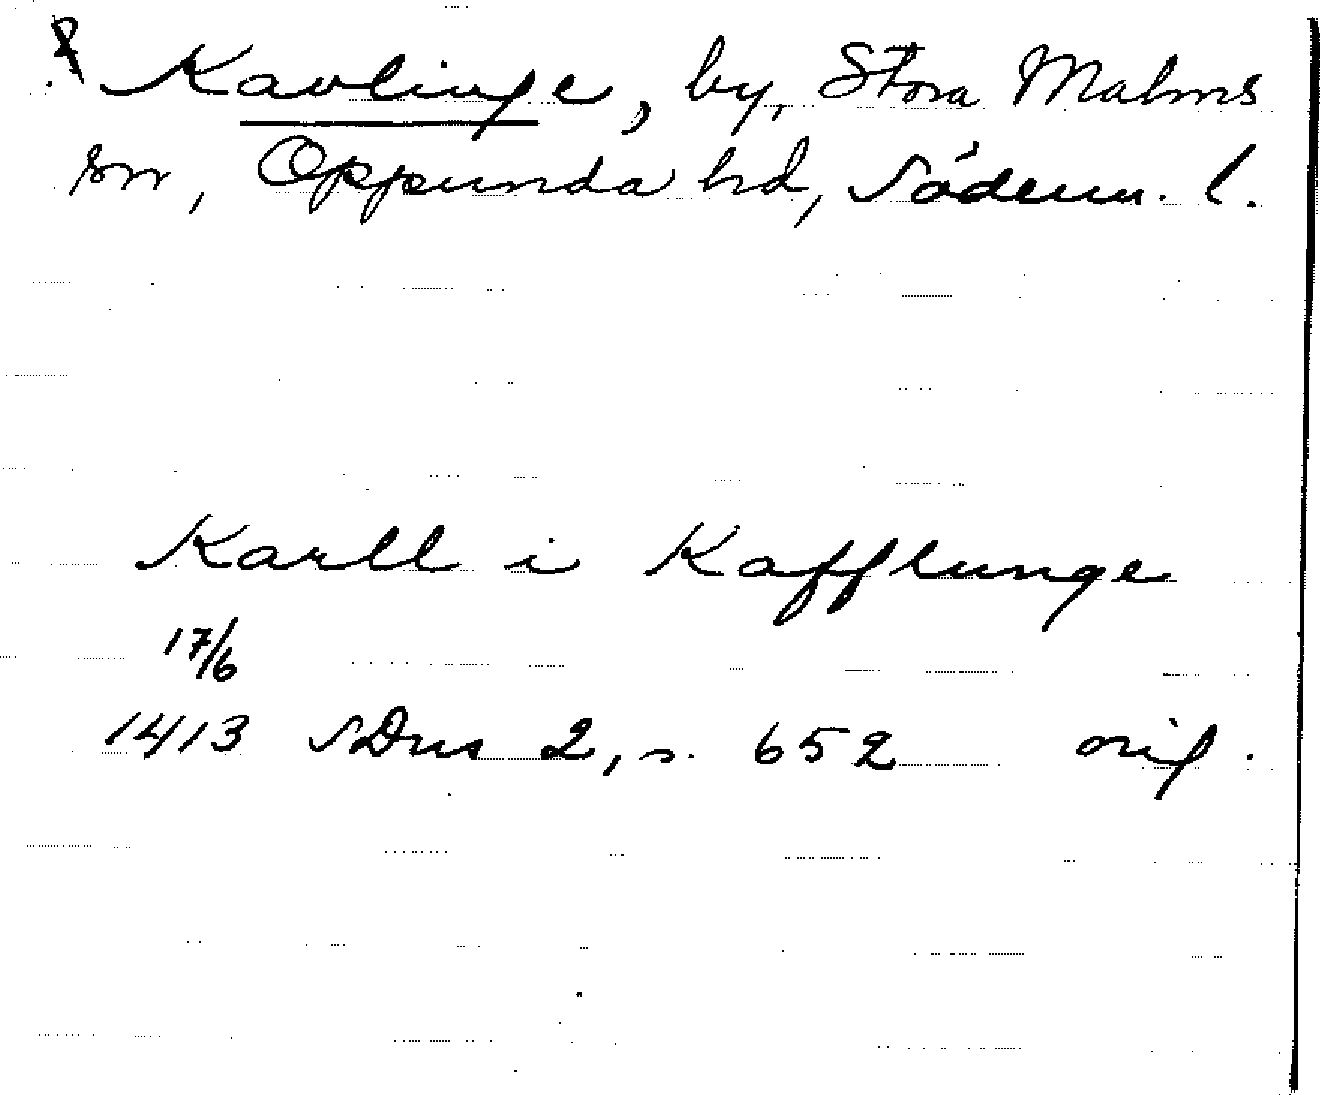 Kavlinge, by, Stora Malms
sn, Oppunda hd, Söderm. l.
Karll i Kafflunge
17/6
1413 SDns 2, s. 652 orig.